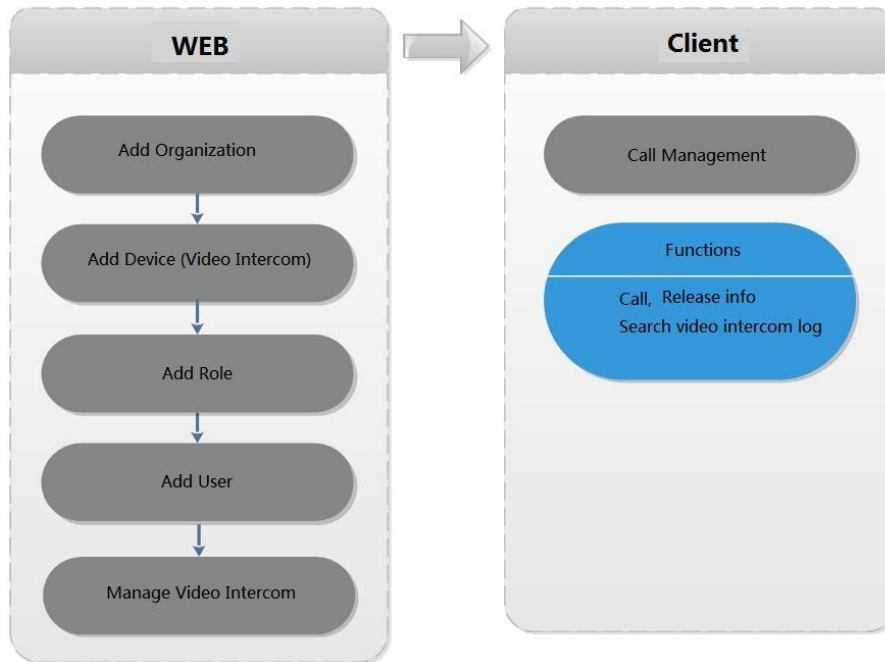 WEB
Add Organization
Add Device (Video Intercom)
Add Role
Add User
Manage Video Intercom
Client
Call Management
Functions
Call, Release info
Search video intercom log